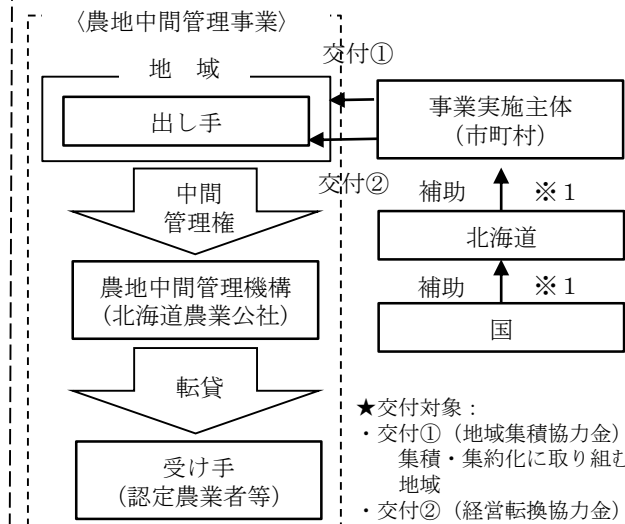 〈農地中間管理事業〉
交付①
地　域
出し手
事業実施主体
(市町村)
交付②
中間
管理権
補助　※１
北海道
農地中間管理機構
(北海道農業公社)
補助　※１
国
転貸
受け手
(認定農業者等)
★交付対象：
・交付①（地域集積協力金）
集積・集約化に取り組む
地域
・交付②（経営転換協力金）